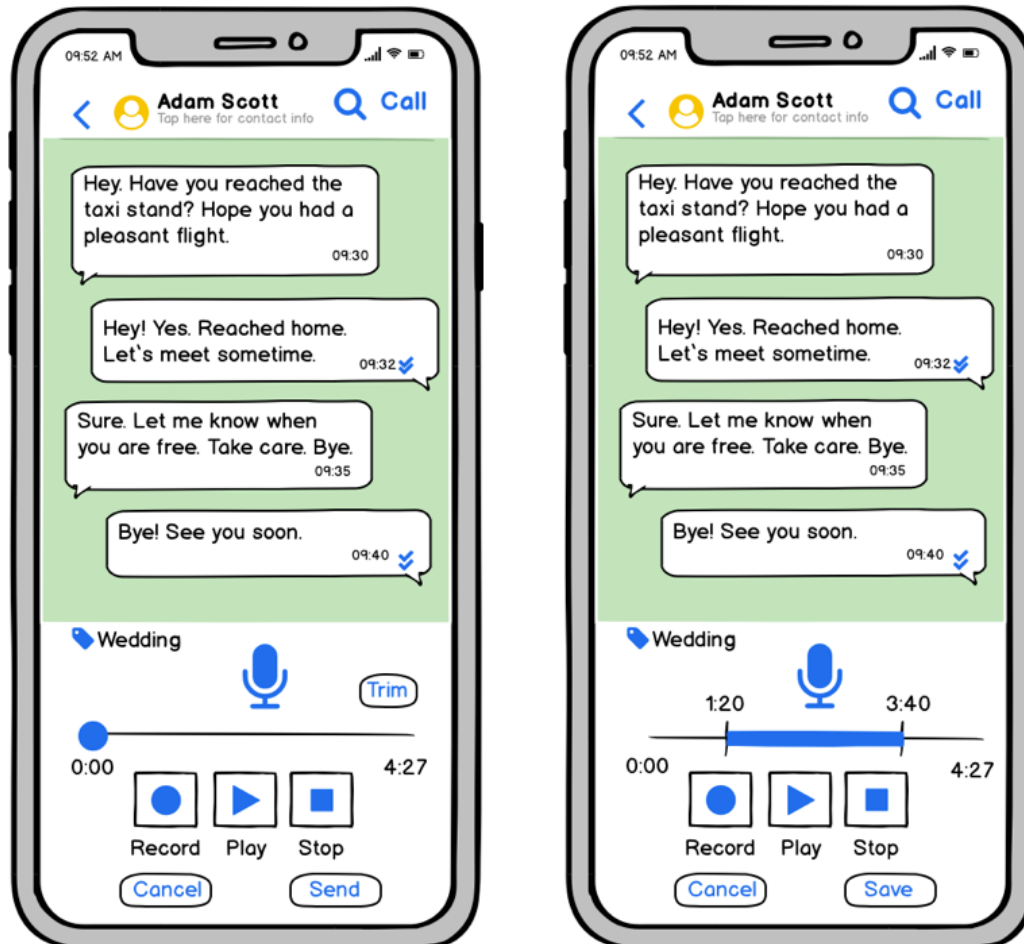 09:52 AM
Adam Scott
Tap here for contact info
Call
Hey. Have you reached the
taxi stand? Hope you had a
pleasant flight.
09:30
Hey! Yes. Reached home.
Let`s meet sometime.
09:32
Sure. Let me know when
you are free. Take care. Bye.
09:35
Bye! See you soon.
09:40
Wedding
Trim
0:00
4:27
Record Play Stop
Cancel Send
09:52 AM
Adam Scott
Tap here for contact info
Call
Hey. Have you reached the
taxi stand? Hope you had a
pleasant flight.
09:30
Hey! Yes. Reached home.
Let`s meet sometime.
09:32
Sure. Let me know when
you are free. Take care. Bye.
09:35
Bye! See you soon.
09:40
Wedding
1:20 3:40
0:00
4:27
Record Play Stop
Cancel Save